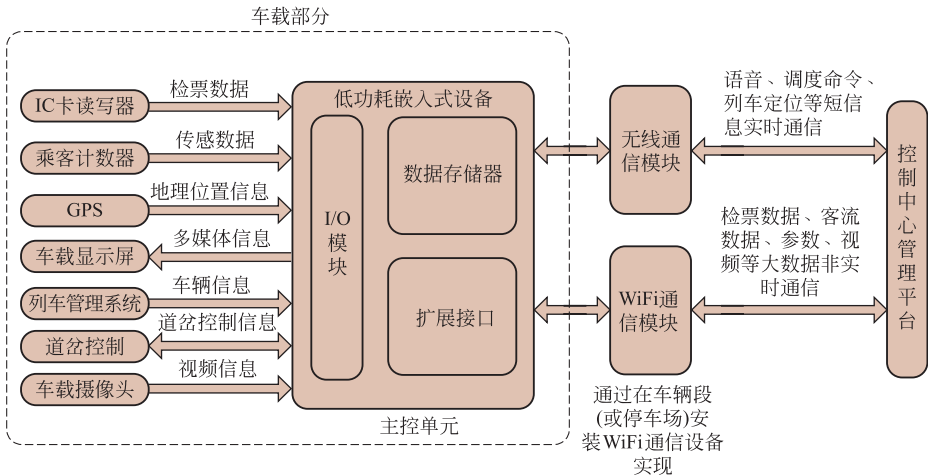 车载部分
IC卡读写器
检票数据
乘客计数器
传感数据
GPS
地理位置信息
车载显示屏
多媒体信息
列车管理系统
车辆信息
道岔控制
道岔控制信息
车载摄像头
视频信息
低功耗嵌入式设备
I/O
模
块
数据存储器
扩展接口
主控单元
无线通
信模块
WiFi通
信模块
通过在车辆段
(或停车场)安
装WiFi通信设备
实现
语音、调度命令、
列车定位等短信
息实时通信
检票数据、客流
数据、参数、视
频等大数据非实
时通信
控
制
中
心
管
理
平
台